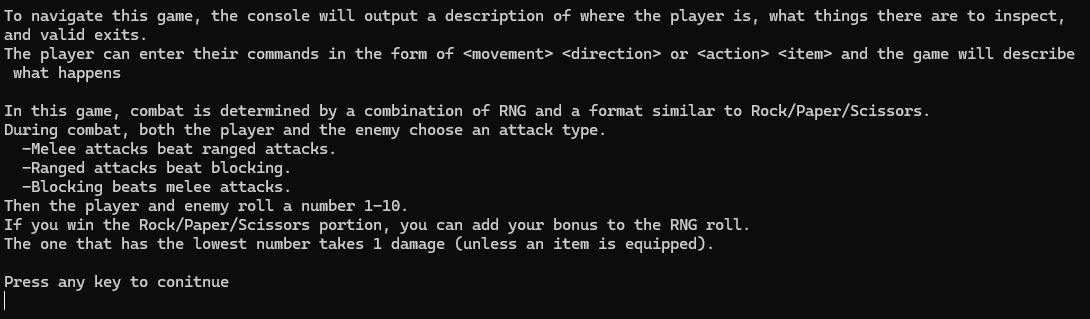 To navigate this game, the console will output a description of where the player is, what things there are to inspect,
and valid exits.
The player can enter their commands in the form of <movement> <direction> or <action> <item> and the game will describe
 what happens

In this game, combat is determined by a combination of RNG and a format similar to Rock/Paper/Scissors.
During combat, both the player and the enemy choose an attack type.
  -Melee attacks beat ranged attacks.
  -Ranged attacks beat blocking.
  -Blocking beats melee attacks.
Then the player and enemy roll a number 1-10.
If you win the Rock/Paper/Scissors portion, you can add your bonus to the RNG roll.
The one that has the lowest number takes 1 damage (unless an item is equipped).

Press any key to conitnue